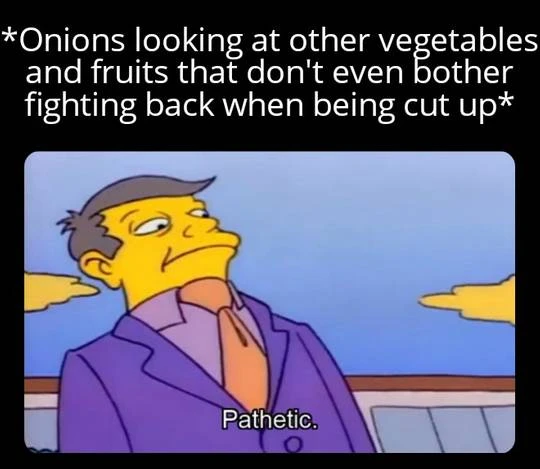 *Onions looking at other vegetables
and fruits that don't even bother
fighting back when being cut up*
Pathetic.